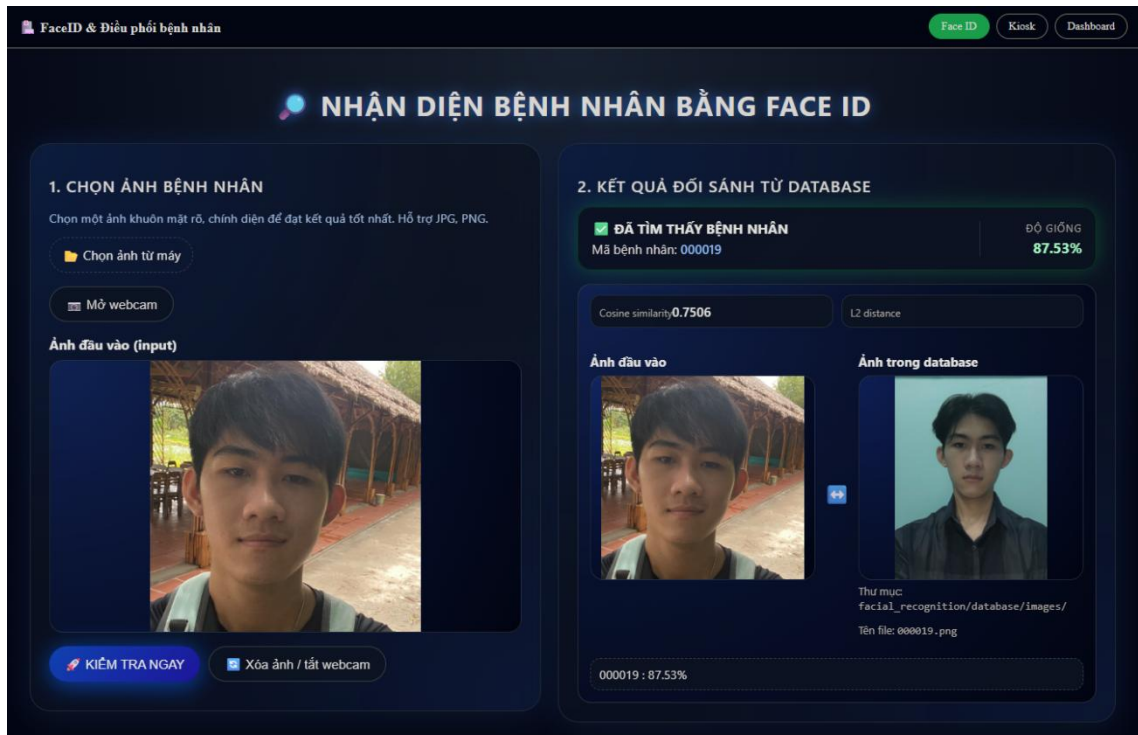 FaceID & Điều phối bệnh nhân
Face ID
Kiosk
Dashboard
NHẬN DIỆN BỆNH NHÂN BẰNG FACE ID
1. CHỌN ẢNH BỆNH NHÂN
Chọn một ảnh khuôn mặt rõ, chính diện để đạt kết quả tốt nhất. Hỗ trợ JPG, PNG.
Chọn ảnh từ máy
Mở webcam
Ảnh đầu vào (input)
KIỂM TRA NGAY
Xóa ảnh / tắt webcam
2. KẾT QUẢ ĐỐI SÁNH TỪ DATABASE
ĐÃ TÌM THẤY BỆNH NHÂN
Mã bệnh nhân: 000019
ĐỘ GIỐNG
87.53%
Cosine similarity0.7506
L2 distance
Ảnh đầu vào
Ảnh trong database
Thư mục:
facial_recognition/database/images/
Tên file: 000019.png
000019 : 87.53%